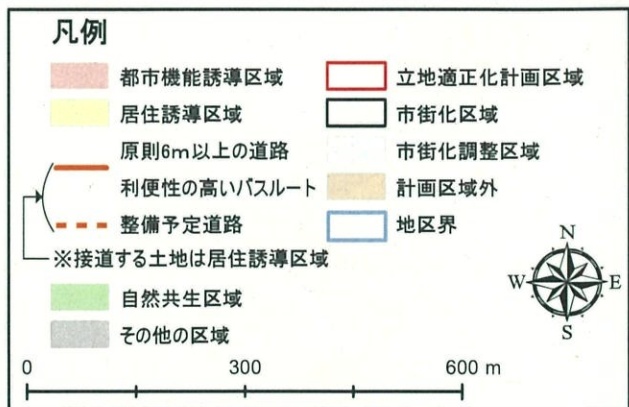 凡例
都市機能誘導区域
居住誘導区域
原則6m以上の道路
利便性の高いバスルート
整備予定道路
※接道する土地は居住誘導区域
自然共生区域
その他の区域
立地適正化計画区域
市街化区域
市街化調整区域
計画区域外
地区界
N
W E
S
0 300 600 m